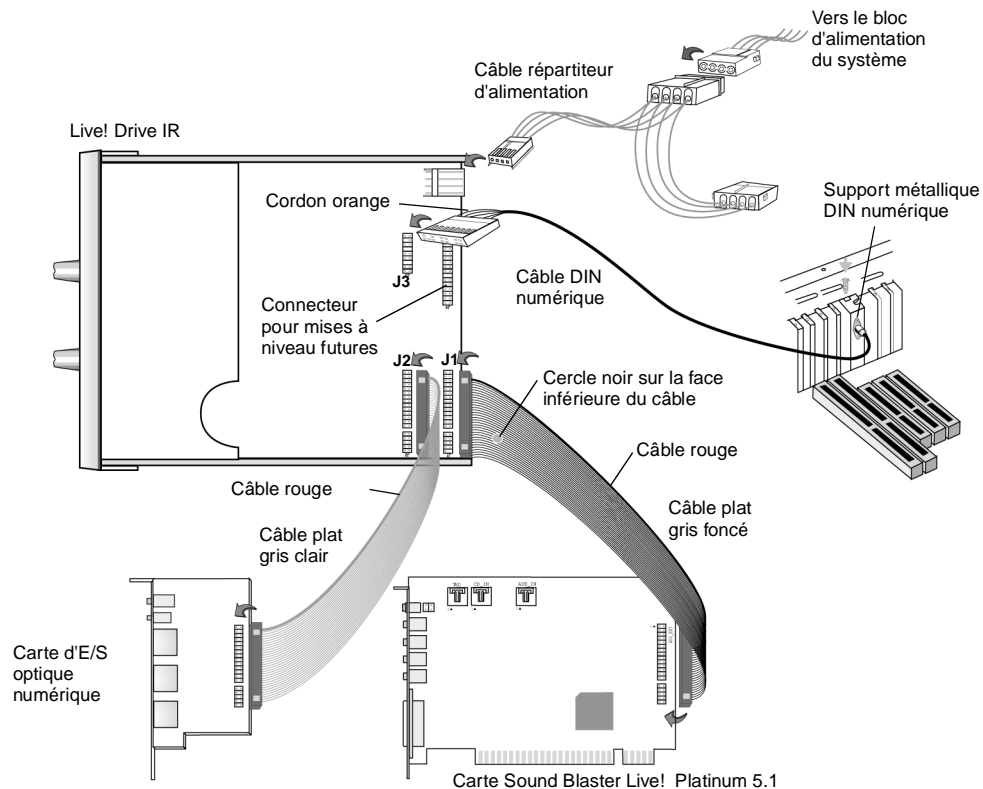 Vers le bloc
d'alimentation
du système
Câble répartiteur
d'alimentation
Live! Drive IR
Support métallique
DIN numérique
Cordon orange
J3
Câble DIN
numérique
Connecteur
pour mises à
niveau futures
J2
J1
Cercle noir sur la face
inférieure du câble
Câble rouge
Câble rouge
Câble plat
gris foncé
Câble plat
gris clair
TAD
CD_IN
AUX_IN
Carte d'E/S
optique
numérique
Carte Sound Blaster Live! Platinum 5.1